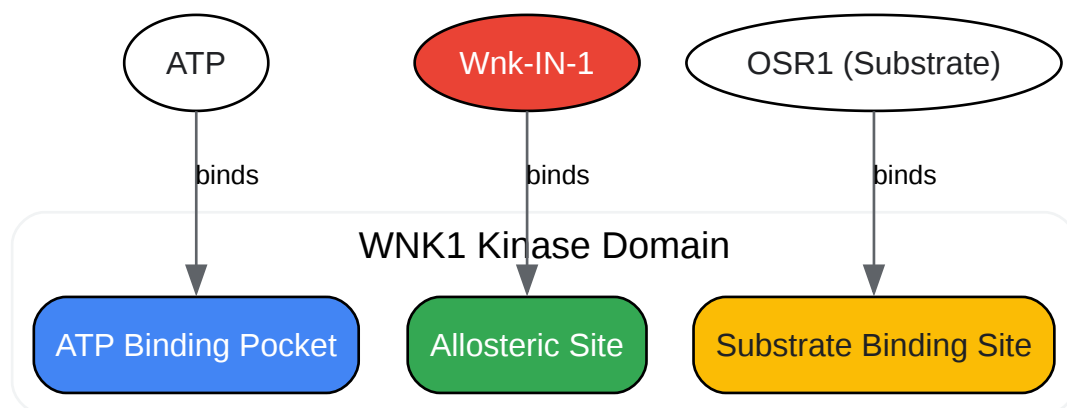 ATP
Wnk-IN-1
OSR1 (Substrate)
binds
binds
binds
WNK1 Kinase Domain
ATP Binding Pocket
Allosteric Site
Substrate Binding Site